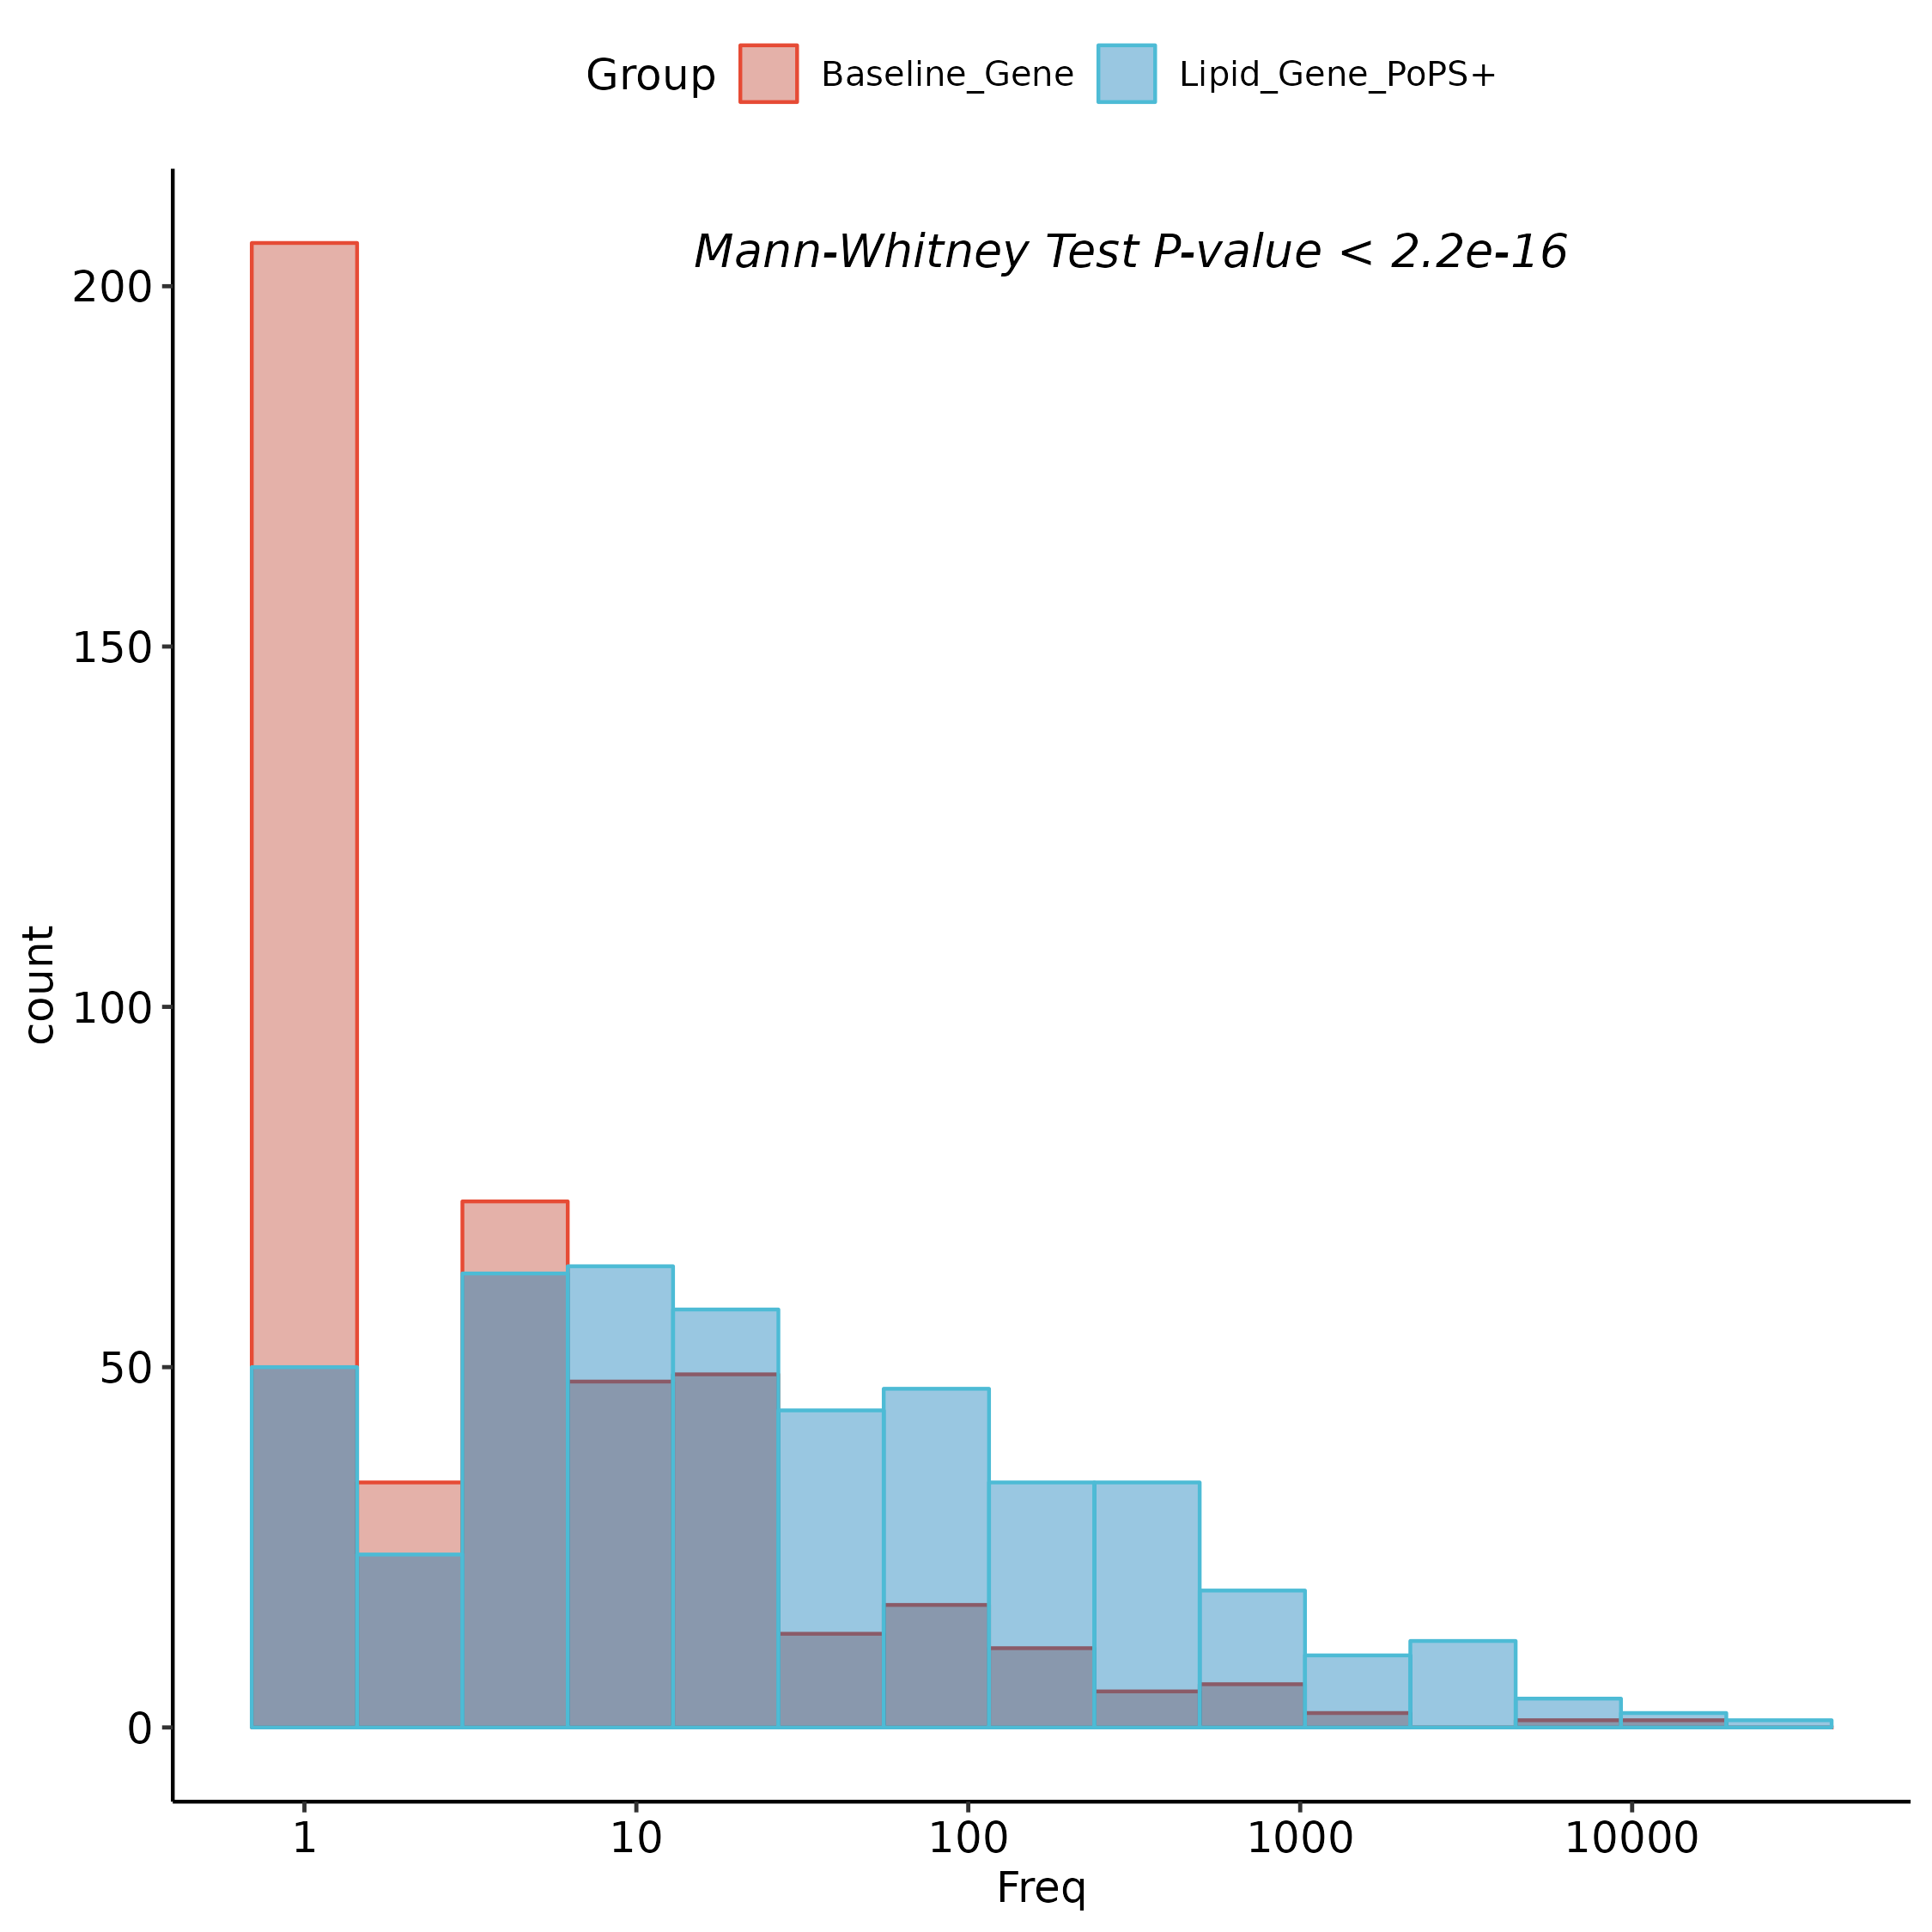 Group Baseline_Gene Lipid_Gene_PoPS+
Mann-Whitney Test P-value < 2.2e-16
200
150
100
50
0
count
1 10 100 1000 10000
Freq